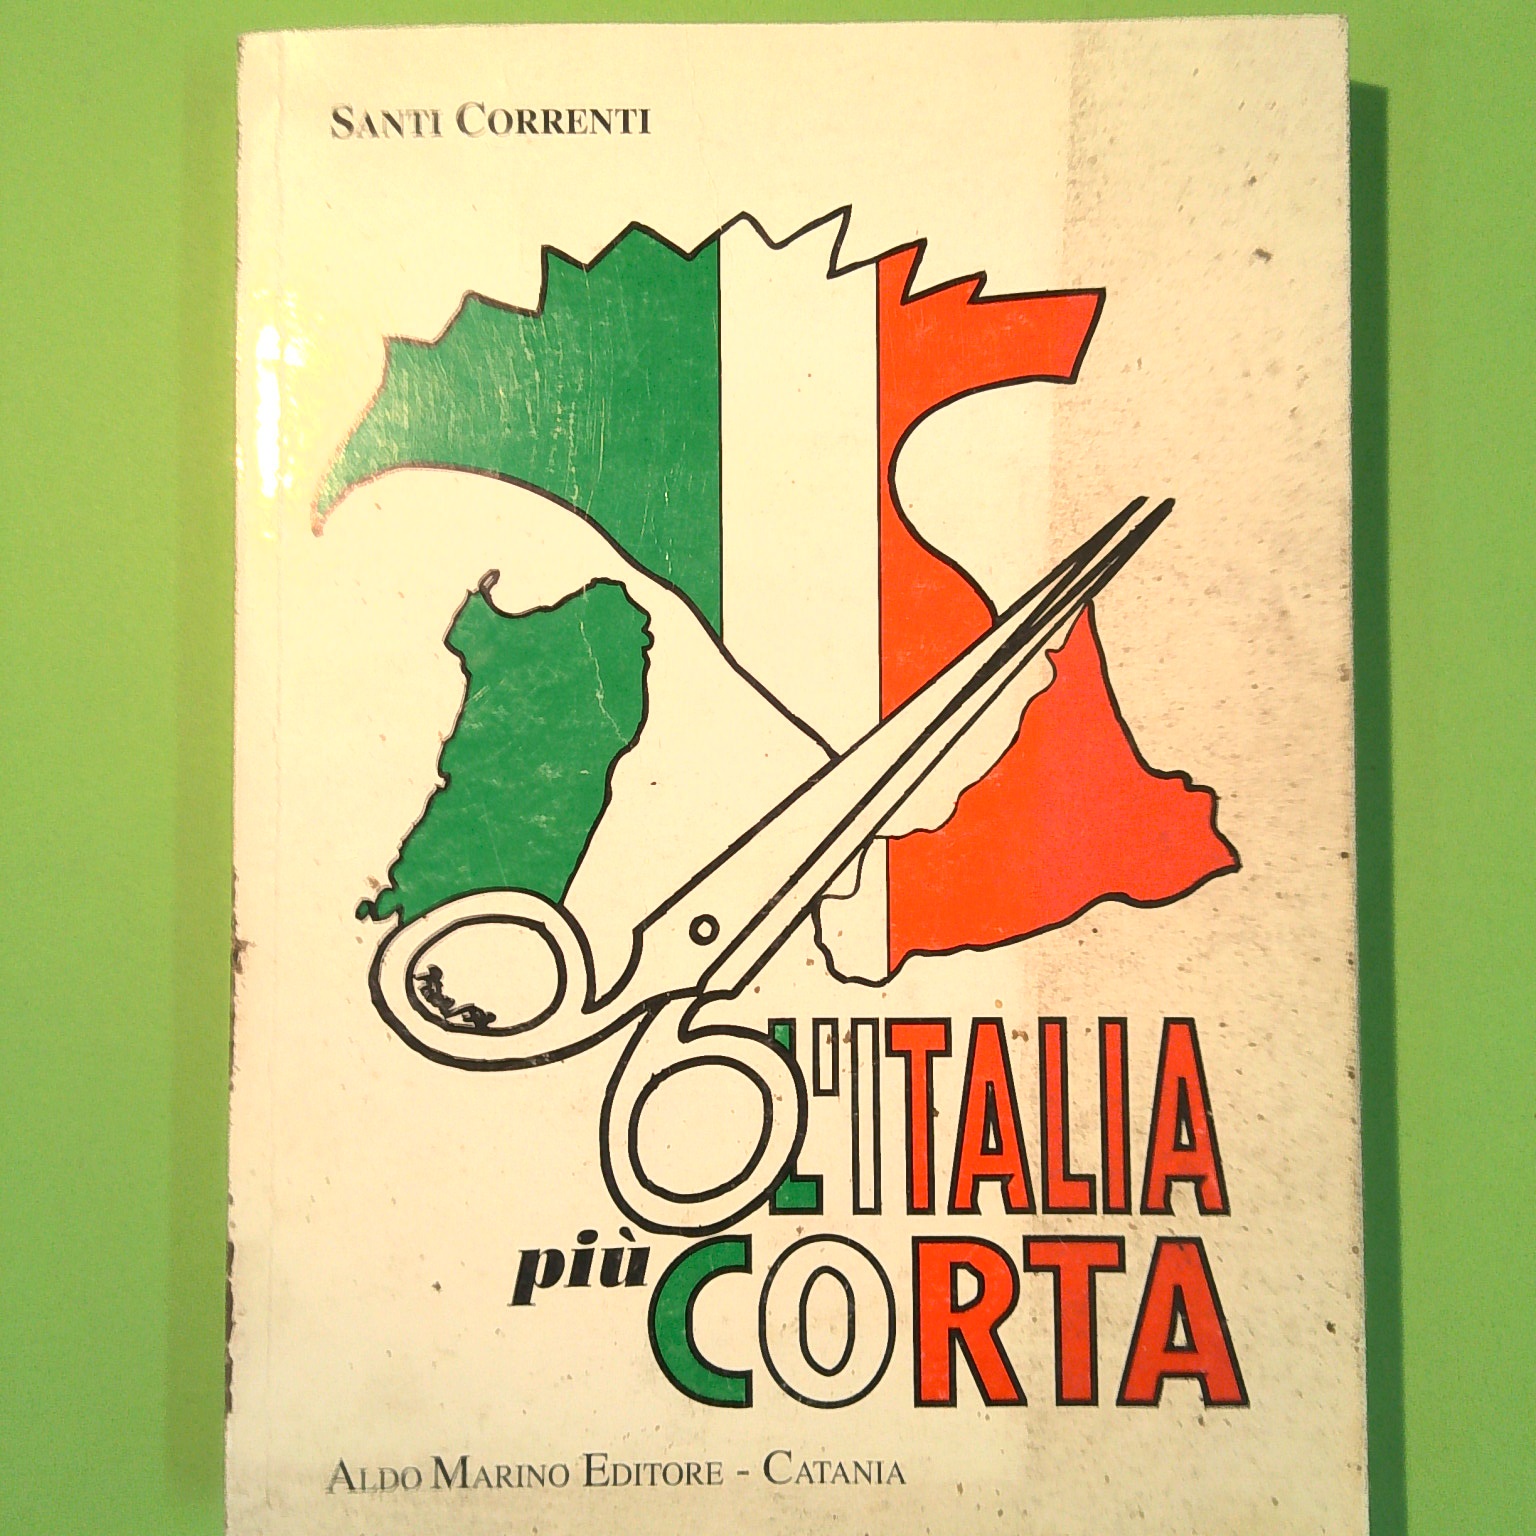 SANTI CORRENTI
L'ITALIA
più CORTA
ALDO MARINO EDITORE - CATANIA